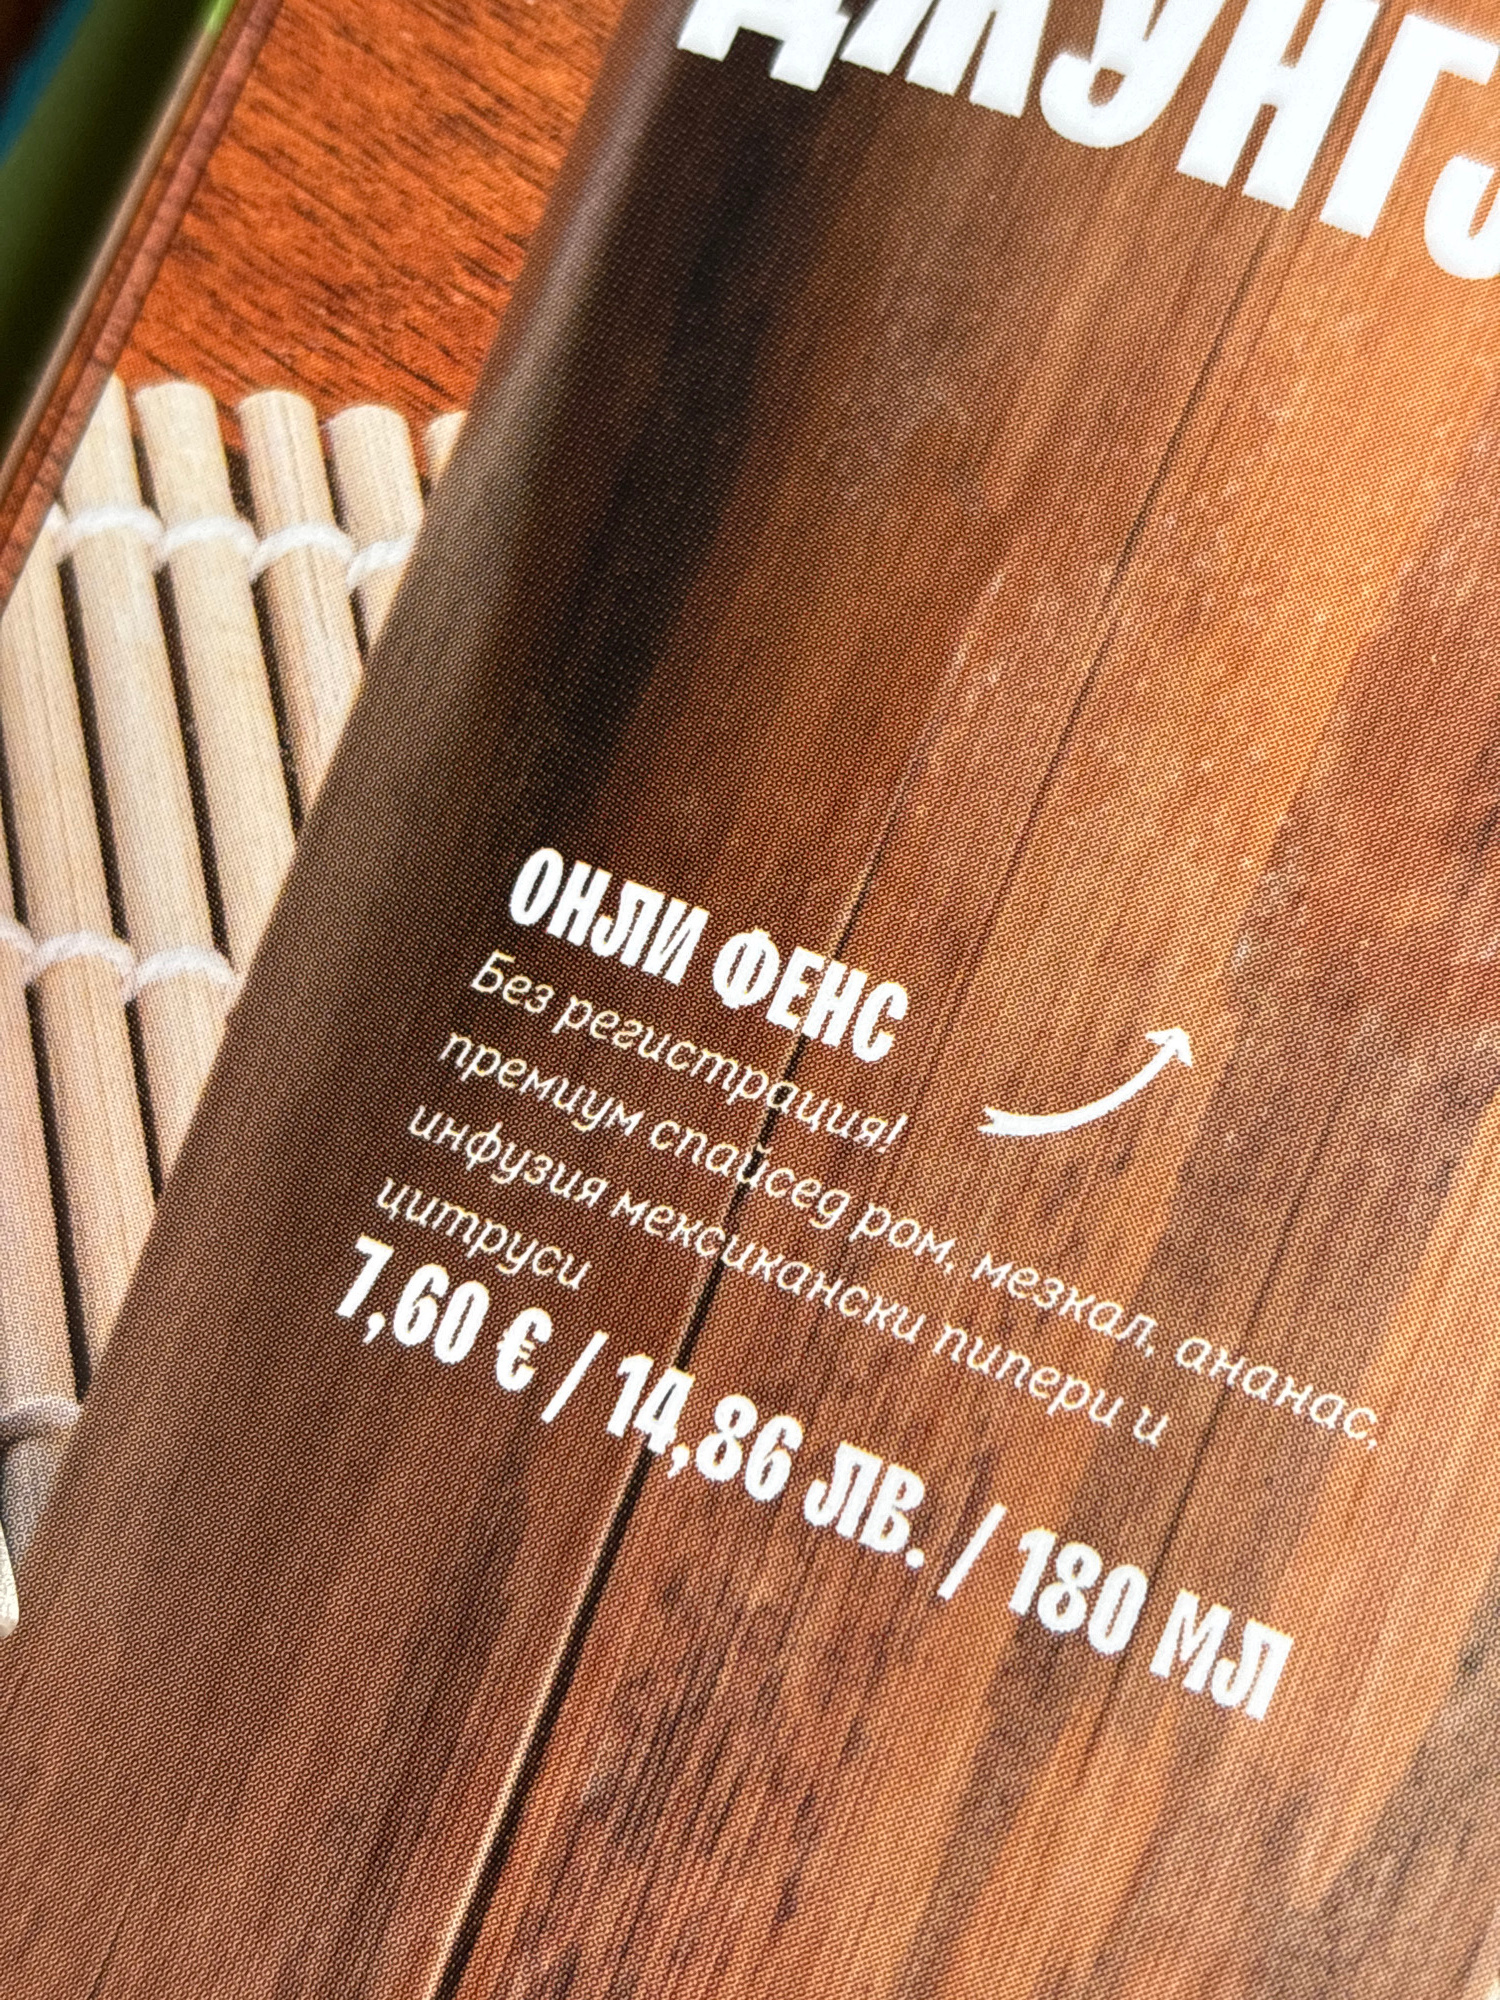 ОНЛИ ФЕНС
Без регистрация!
премиум спайсед ром, мезкал, ананас,
инфузия мексикански пипери и
цитруси
7,60 € / 14,86 ЛВ. / 180 МЛ